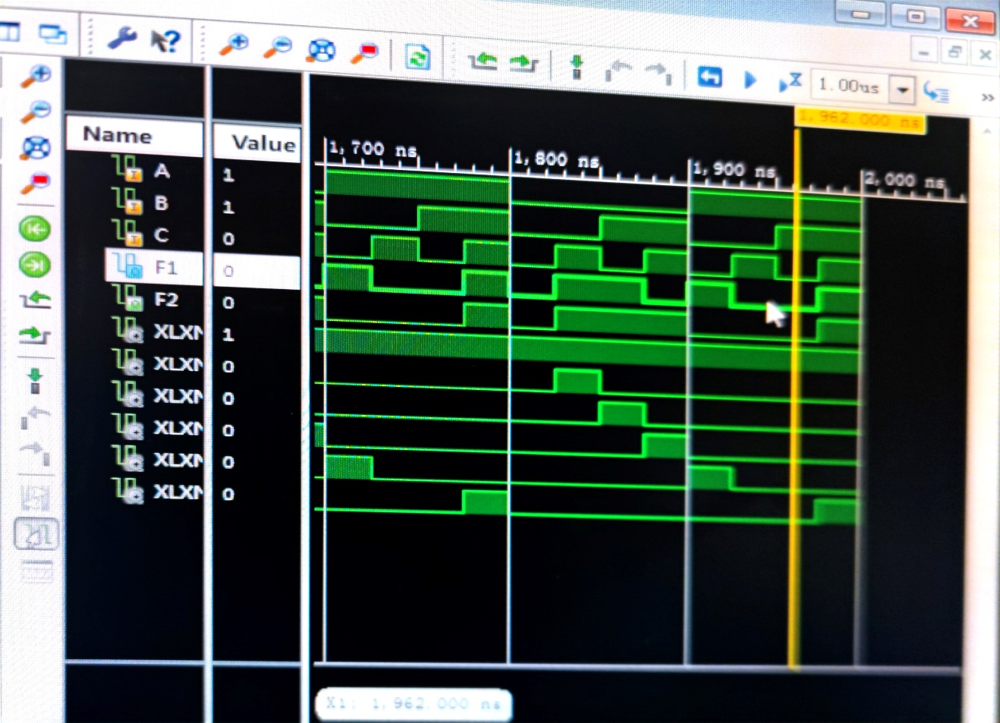 1.00us
1,962.000 ns
Name Value
1,700 ns 1,800 ns 1,900 ns 2,000 ns
A 1
B 1
C 0
F1 0
F2 0
XLXN 1
XLXN 0
XLXN 0
XLXN 0
XLXN 0
XLXN 0
X1: 1,962.000 ns